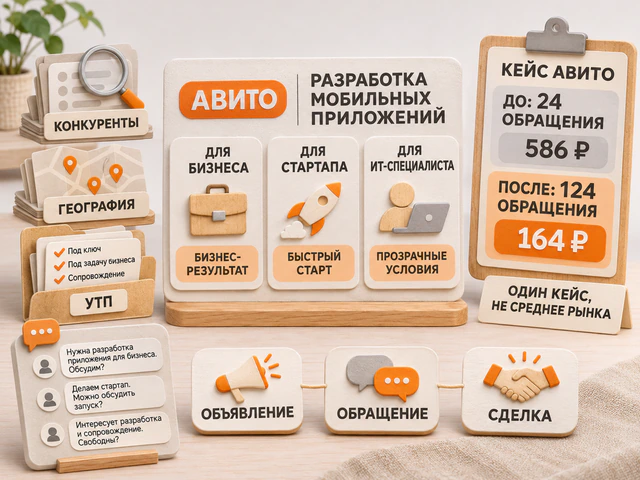 КОНКУРЕНТЫ
ГЕОГРАФИЯ
Под ключ
Под задачу бизнеса
Сопровождение
УТП
Нужна разработка
приложения для бизнеса.
Обсудим?
Делаем стартап.
Можно обсудить
запуск?
Интересует разработка
и сопровождение.
Свободны?
АВИТО
РАЗРАБОТКА
МОБИЛЬНЫХ
ПРИЛОЖЕНИЙ
ДЛЯ
БИЗНЕСА
БИЗНЕС-
РЕЗУЛЬТАТ
ДЛЯ
СТАРТАПА
БЫСТРЫЙ
СТАРТ
ДЛЯ
ИТ-СПЕЦИАЛИСТА
ПРОЗРАЧНЫЕ
УСЛОВИЯ
КЕЙС АВИТО
ДО: 24
ОБРАЩЕНИЯ
586 ₽
ПОСЛЕ: 124
ОБРАЩЕНИЯ
164 ₽
ОДИН КЕЙС,
НЕ СРЕДНЕЕ РЫНКА
ОБЪЯВЛЕНИЕ
ОБРАЩЕНИЕ
СДЕЛКА